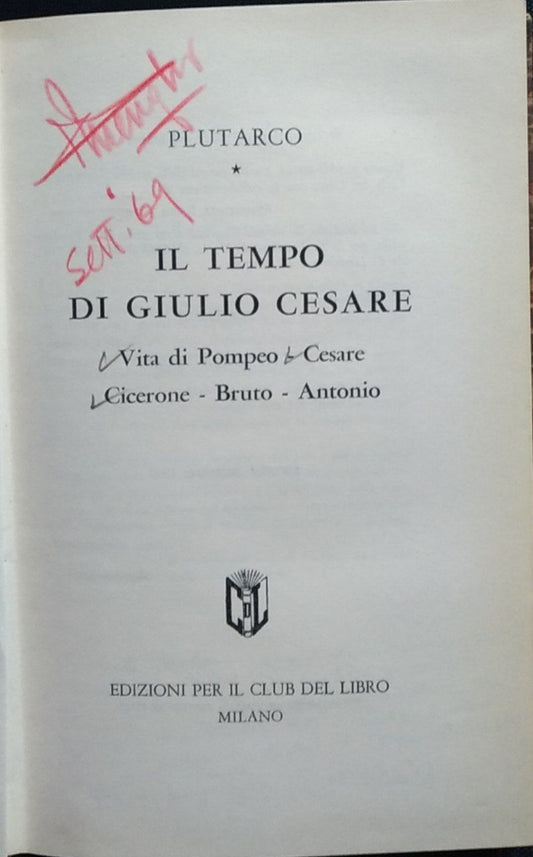 PLUTARCO
★
Sett. '69
IL TEMPO
DI GIULIO CESARE
Vita di Pompeo - Cesare
Cicerone - Bruto - Antonio
CDL
EDIZIONI PER IL CLUB DEL LIBRO
MILANO